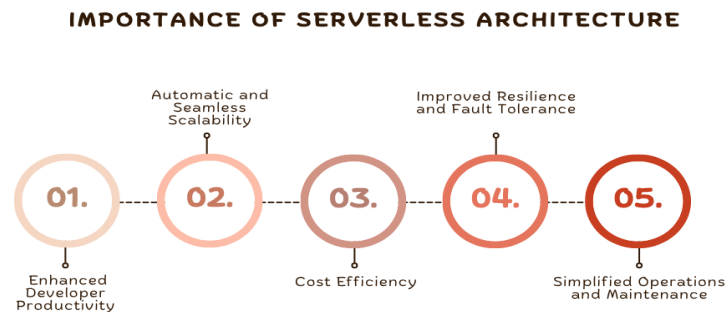 IMPORTANCE OF SERVERLESS ARCHITECTURE
Automatic and
Seamless
Scalability
Improved Resilience
and Fault Tolerance
01.
02.
03.
04.
05.
Enhanced
Developer
Productivity
Cost Efficiency
Simplified Operations
and Maintenance